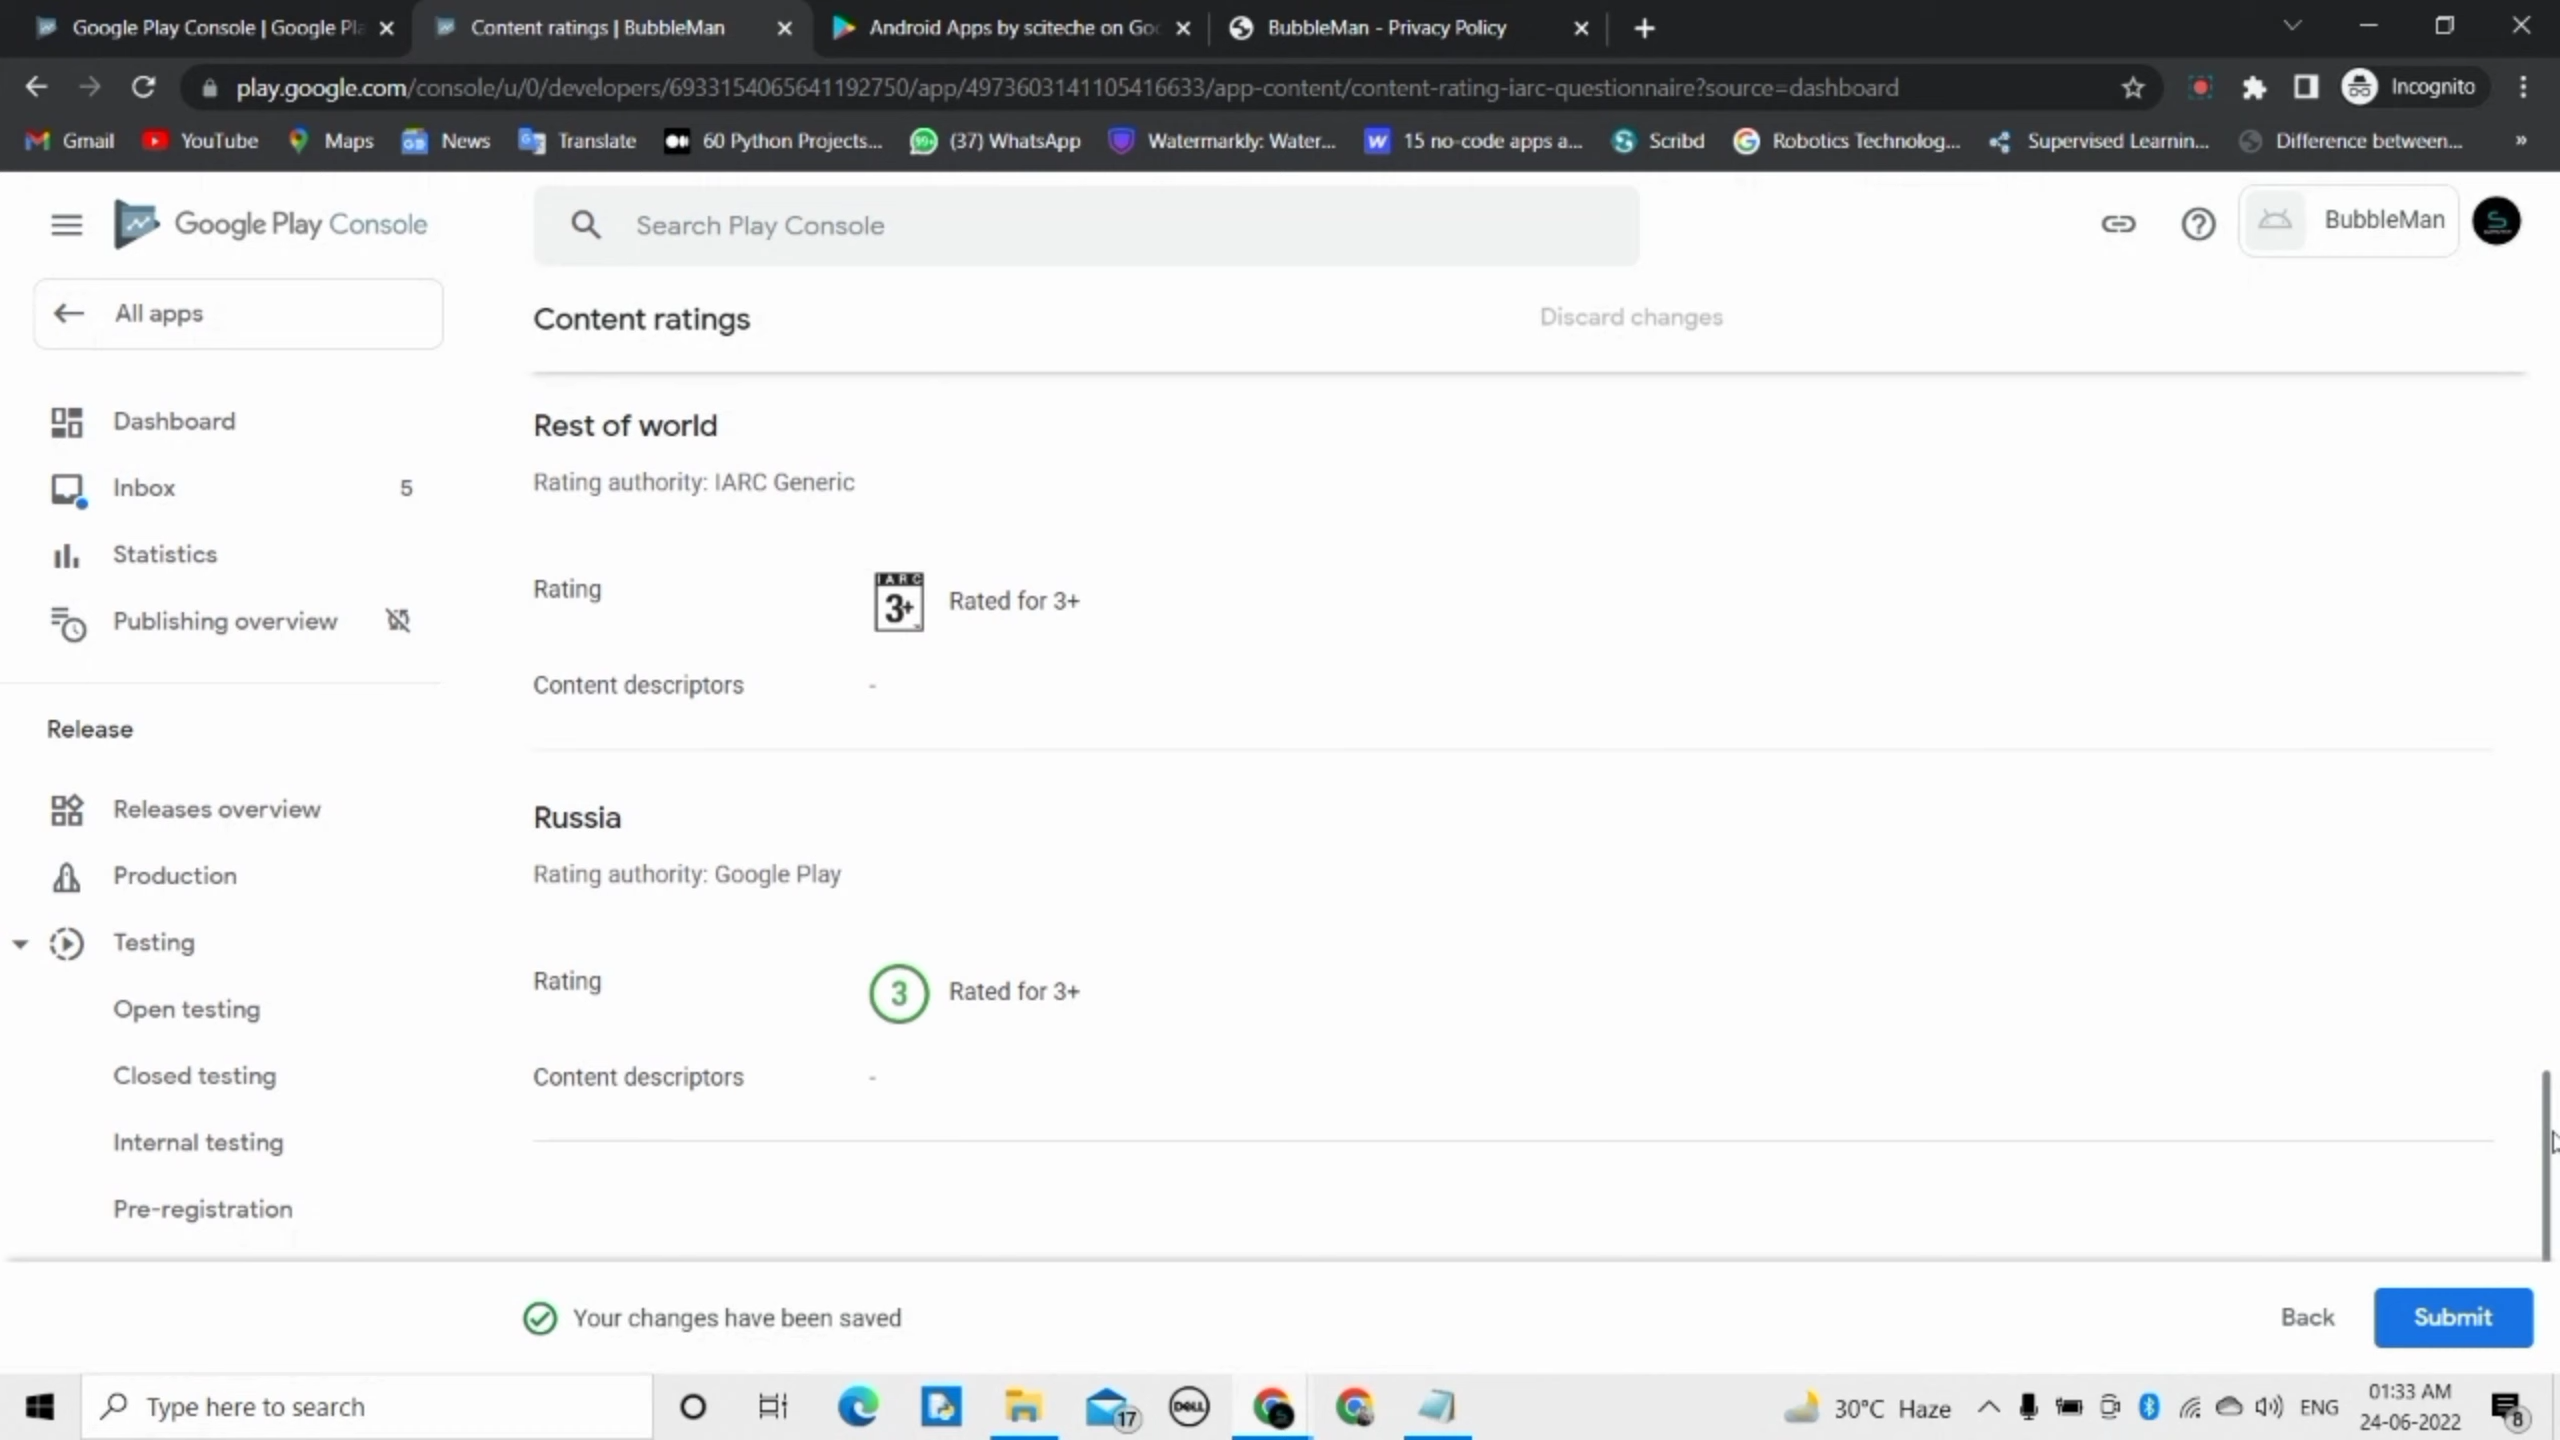 Google Play Console | Google Pla
Content ratings | BubbleMan
Android Apps by sciteche on Goo
BubbleMan - Privacy Policy
play.google.com/console/u/0/developers/6933154065641192750/app/4973603141105416633/app-content/content-rating-iarc-questionnaire?source=dashboard
Incognito
Gmail
YouTube
Maps
News
Translate
60 Python Projects...
99+
(37) WhatsApp
Watermarkly: Water...
15 no-code apps a...
Scribd
Robotics Technolog...
Supervised Learnin...
Difference between...
»
Google Play Console
Search Play Console
BubbleMan
All apps
Content ratings
Discard changes
Dashboard
Inbox
5
Statistics
Publishing overview
Release
Releases overview
Production
Testing
Open testing
Closed testing
Internal testing
Pre-registration
Rest of world
Rating authority: IARC Generic
Rating
IARC
3+
Rated for 3+
Content descriptors
-
Russia
Rating authority: Google Play
Rating
3
Rated for 3+
Content descriptors
-
Your changes have been saved
Back
Submit
Type here to search
17
DELL
30°C Haze
ENG
01:33 AM
24-06-2022
8